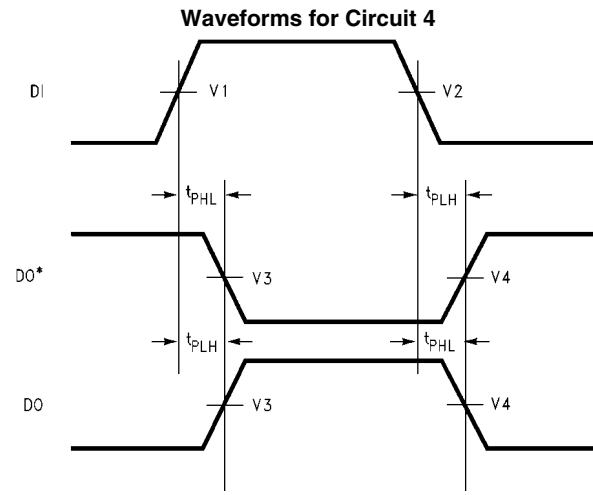 Waveforms for Circuit 4
DI V1 V2
tPHL tPLH
DO* V3 V4
tPLH tPHL
DO V3 V4